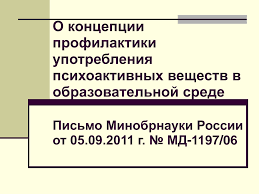 О концепции
профилактики
употребления
психоактивных веществ в
образовательной среде
Письмо Минобрнауки России
от 05.09.2011 г. № МД-1197/06